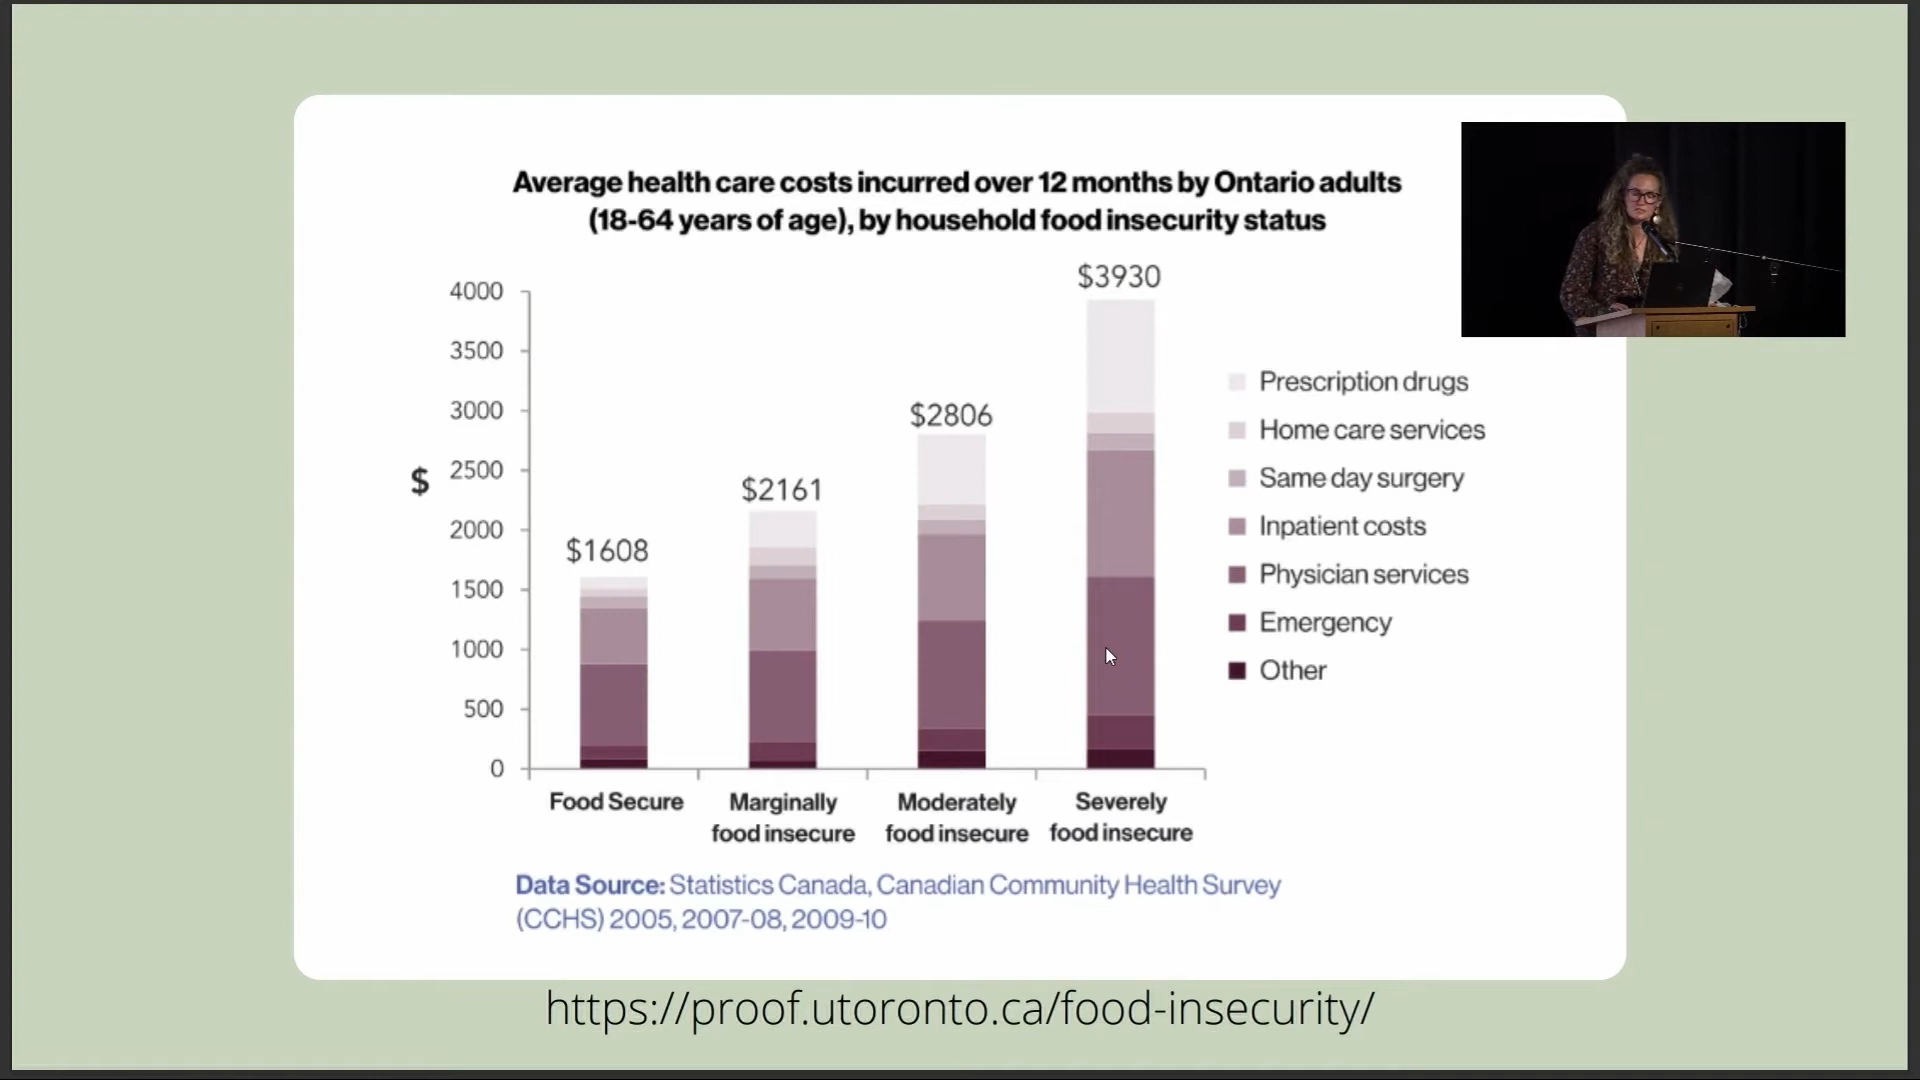 Average health care costs incurred over 12 months by Ontario adults
(18-64 years of age), by household food insecurity status
$3930
4000
3500
3000
2500
2000
1500
1000
500
0
$
$2806
$2161
$1608
Prescription drugs
Home care services
Same day surgery
Inpatient costs
Physician services
Emergency
Other
Food Secure
Marginally
food insecure
Moderately
food insecure
Severely
food insecure
Data Source: Statistics Canada, Canadian Community Health Survey
(CCHS) 2005, 2007-08, 2009-10
https://proof.utoronto.ca/food-insecurity/